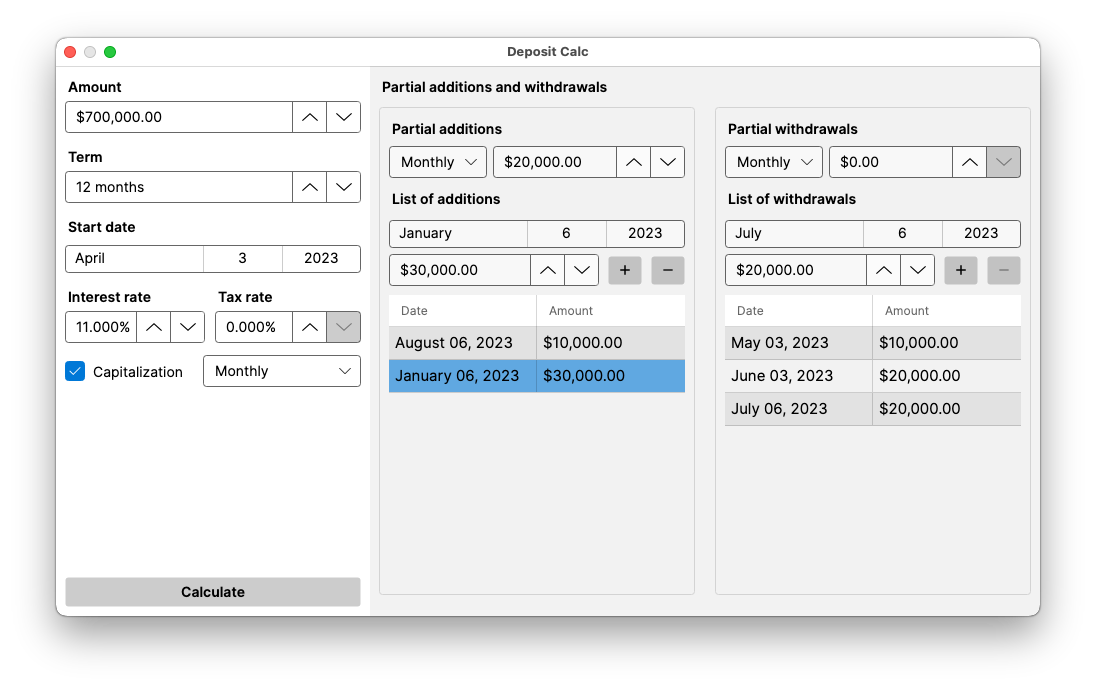 Deposit Calc
Amount
$700,000.00
Term
12 months
Start date
April 3 2023
Interest rate Tax rate
11.000% 0.000%
Capitalization Monthly
Calculate
Partial additions and withdrawals
Partial additions
Monthly $20,000.00
List of additions
January 6 2023
$30,000.00 + −
Date Amount
August 06, 2023 $10,000.00
January 06, 2023 $30,000.00
Partial withdrawals
Monthly $0.00
List of withdrawals
July 6 2023
$20,000.00 + −
Date Amount
May 03, 2023 $10,000.00
June 03, 2023 $20,000.00
July 06, 2023 $20,000.00